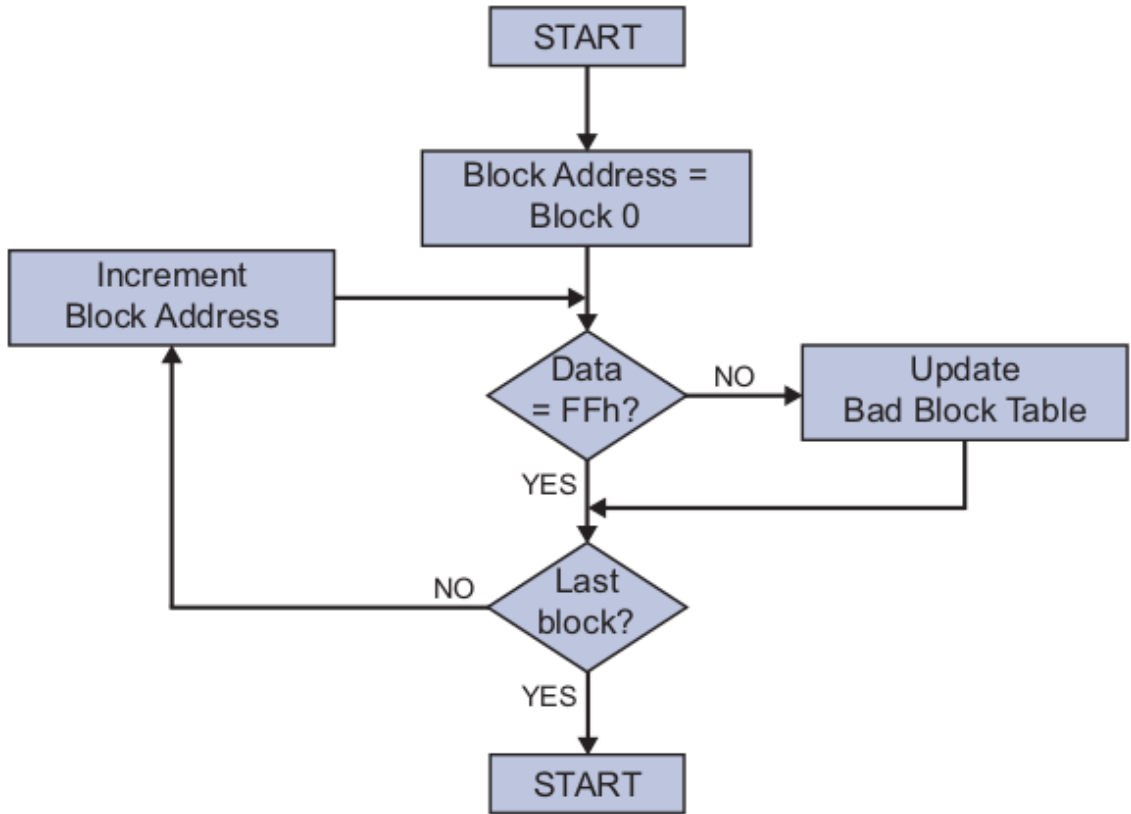 START
Block Address =
Block 0
Increment
Block Address
Data
= FFh?
NO
Update
Bad Block Table
YES
NO
Last
block?
YES
START